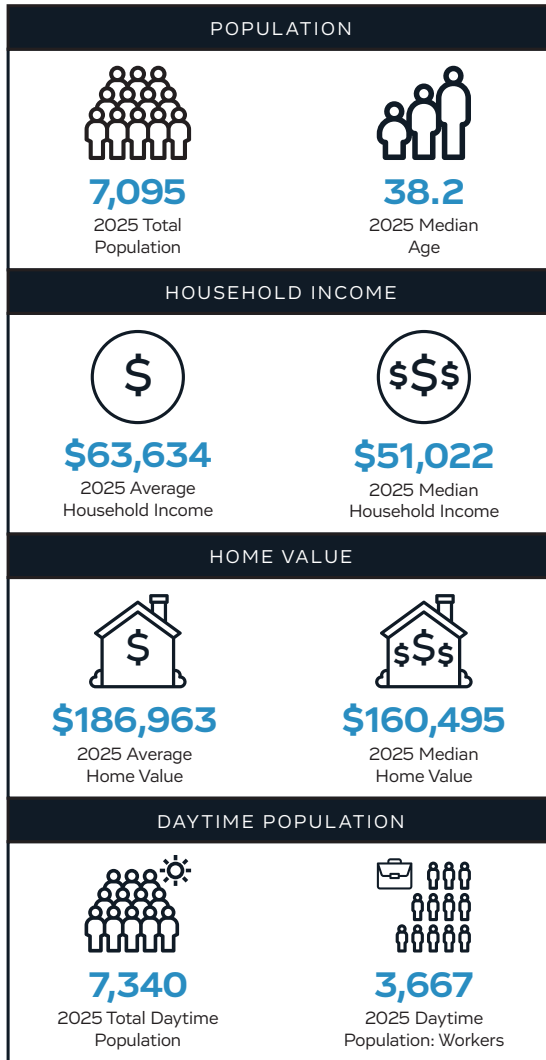 POPULATION
7,095
2025 Total
Population
38.2
2025 Median
Age
HOUSEHOLD INCOME
$
$63,634
2025 Average
Household Income
$$$
$51,022
2025 Median
Household Income
HOME VALUE
$
$186,963
2025 Average
Home Value
$$$
$160,495
2025 Median
Home Value
DAYTIME POPULATION
7,340
2025 Total Daytime
Population
3,667
2025 Daytime
Population: Workers